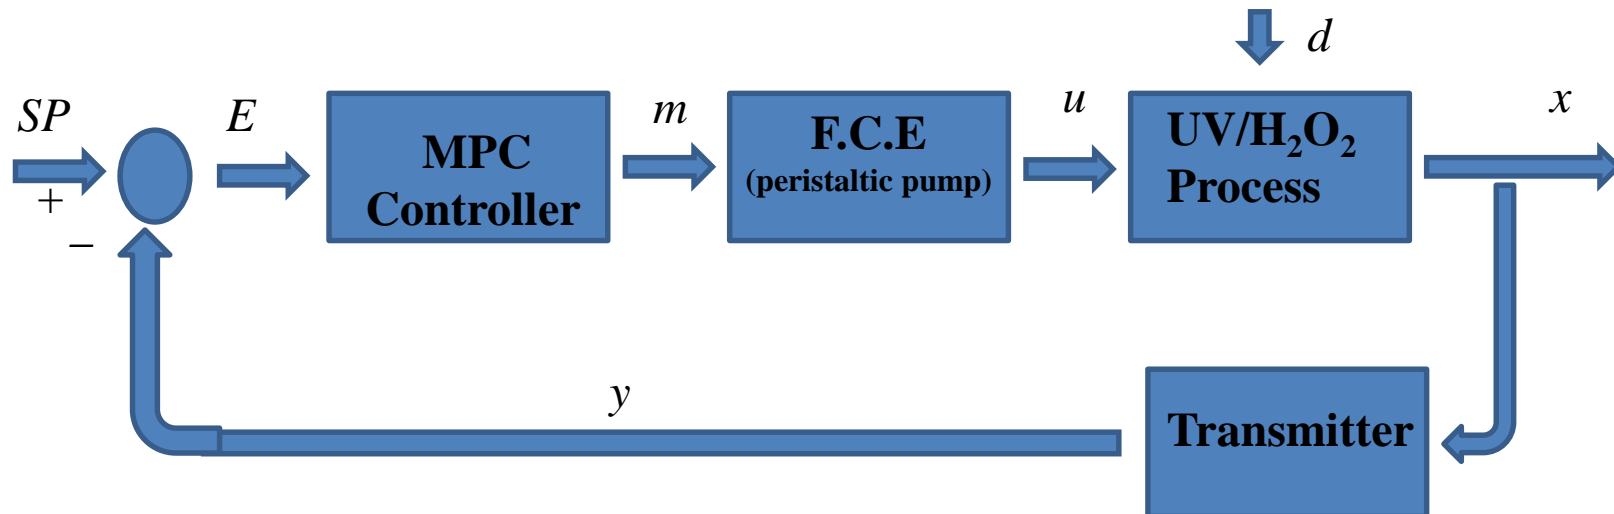 SP
+
−
E
MPC
Controller
m
F.C.E
(peristaltic pump)
u
d
UV/H₂O₂
Process
x
y
Transmitter